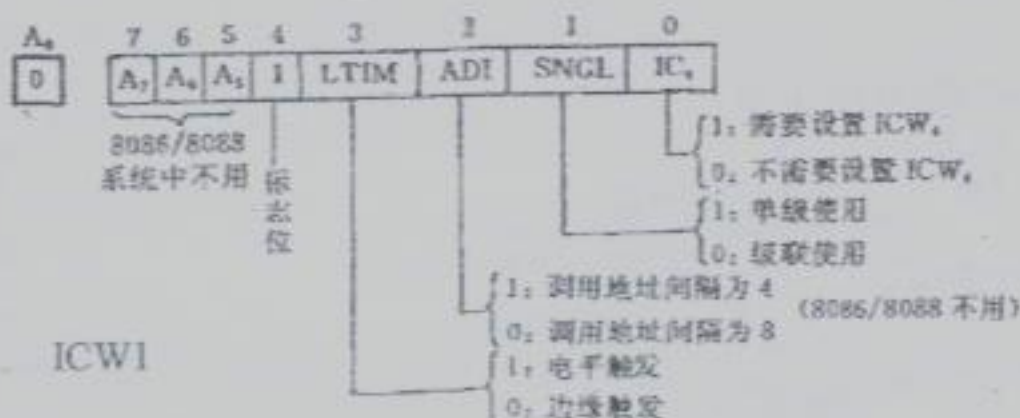 A₀ 7 6 5 4 3 2 1 0
0 A₇ A₆ A₅ 1 LTIM ADI SNGL IC₄
8086/8088
系统中不用
标志位
1: 需要设置 ICW₄
0: 不需要设置 ICW₄
1: 单级使用
0: 级联使用
1: 调用地址间隔为 4
0: 调用地址间隔为 8
(8086/8088 不用)
1: 电平触发
0: 边缘触发
ICW1